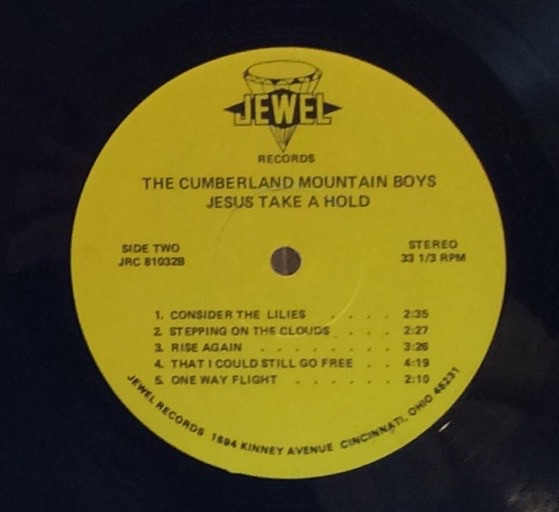 JEWEL
RECORDS
THE CUMBERLAND MOUNTAIN BOYS
JESUS TAKE A HOLD
SIDE TWO
JRC 81032B
STEREO
33 1/3 RPM
1. CONSIDER THE LILIES . . . . 2:35
2. STEPPING ON THE CLOUDS . . . . 2:27
3. RISE AGAIN . . . . . . . . 3:26
4. THAT I COULD STILL GO FREE . . 4:19
5. ONE WAY FLIGHT . . . . . . 2:10
JEWEL RECORDS 1594 KINNEY AVENUE CINCINNATI, OHIO 45231